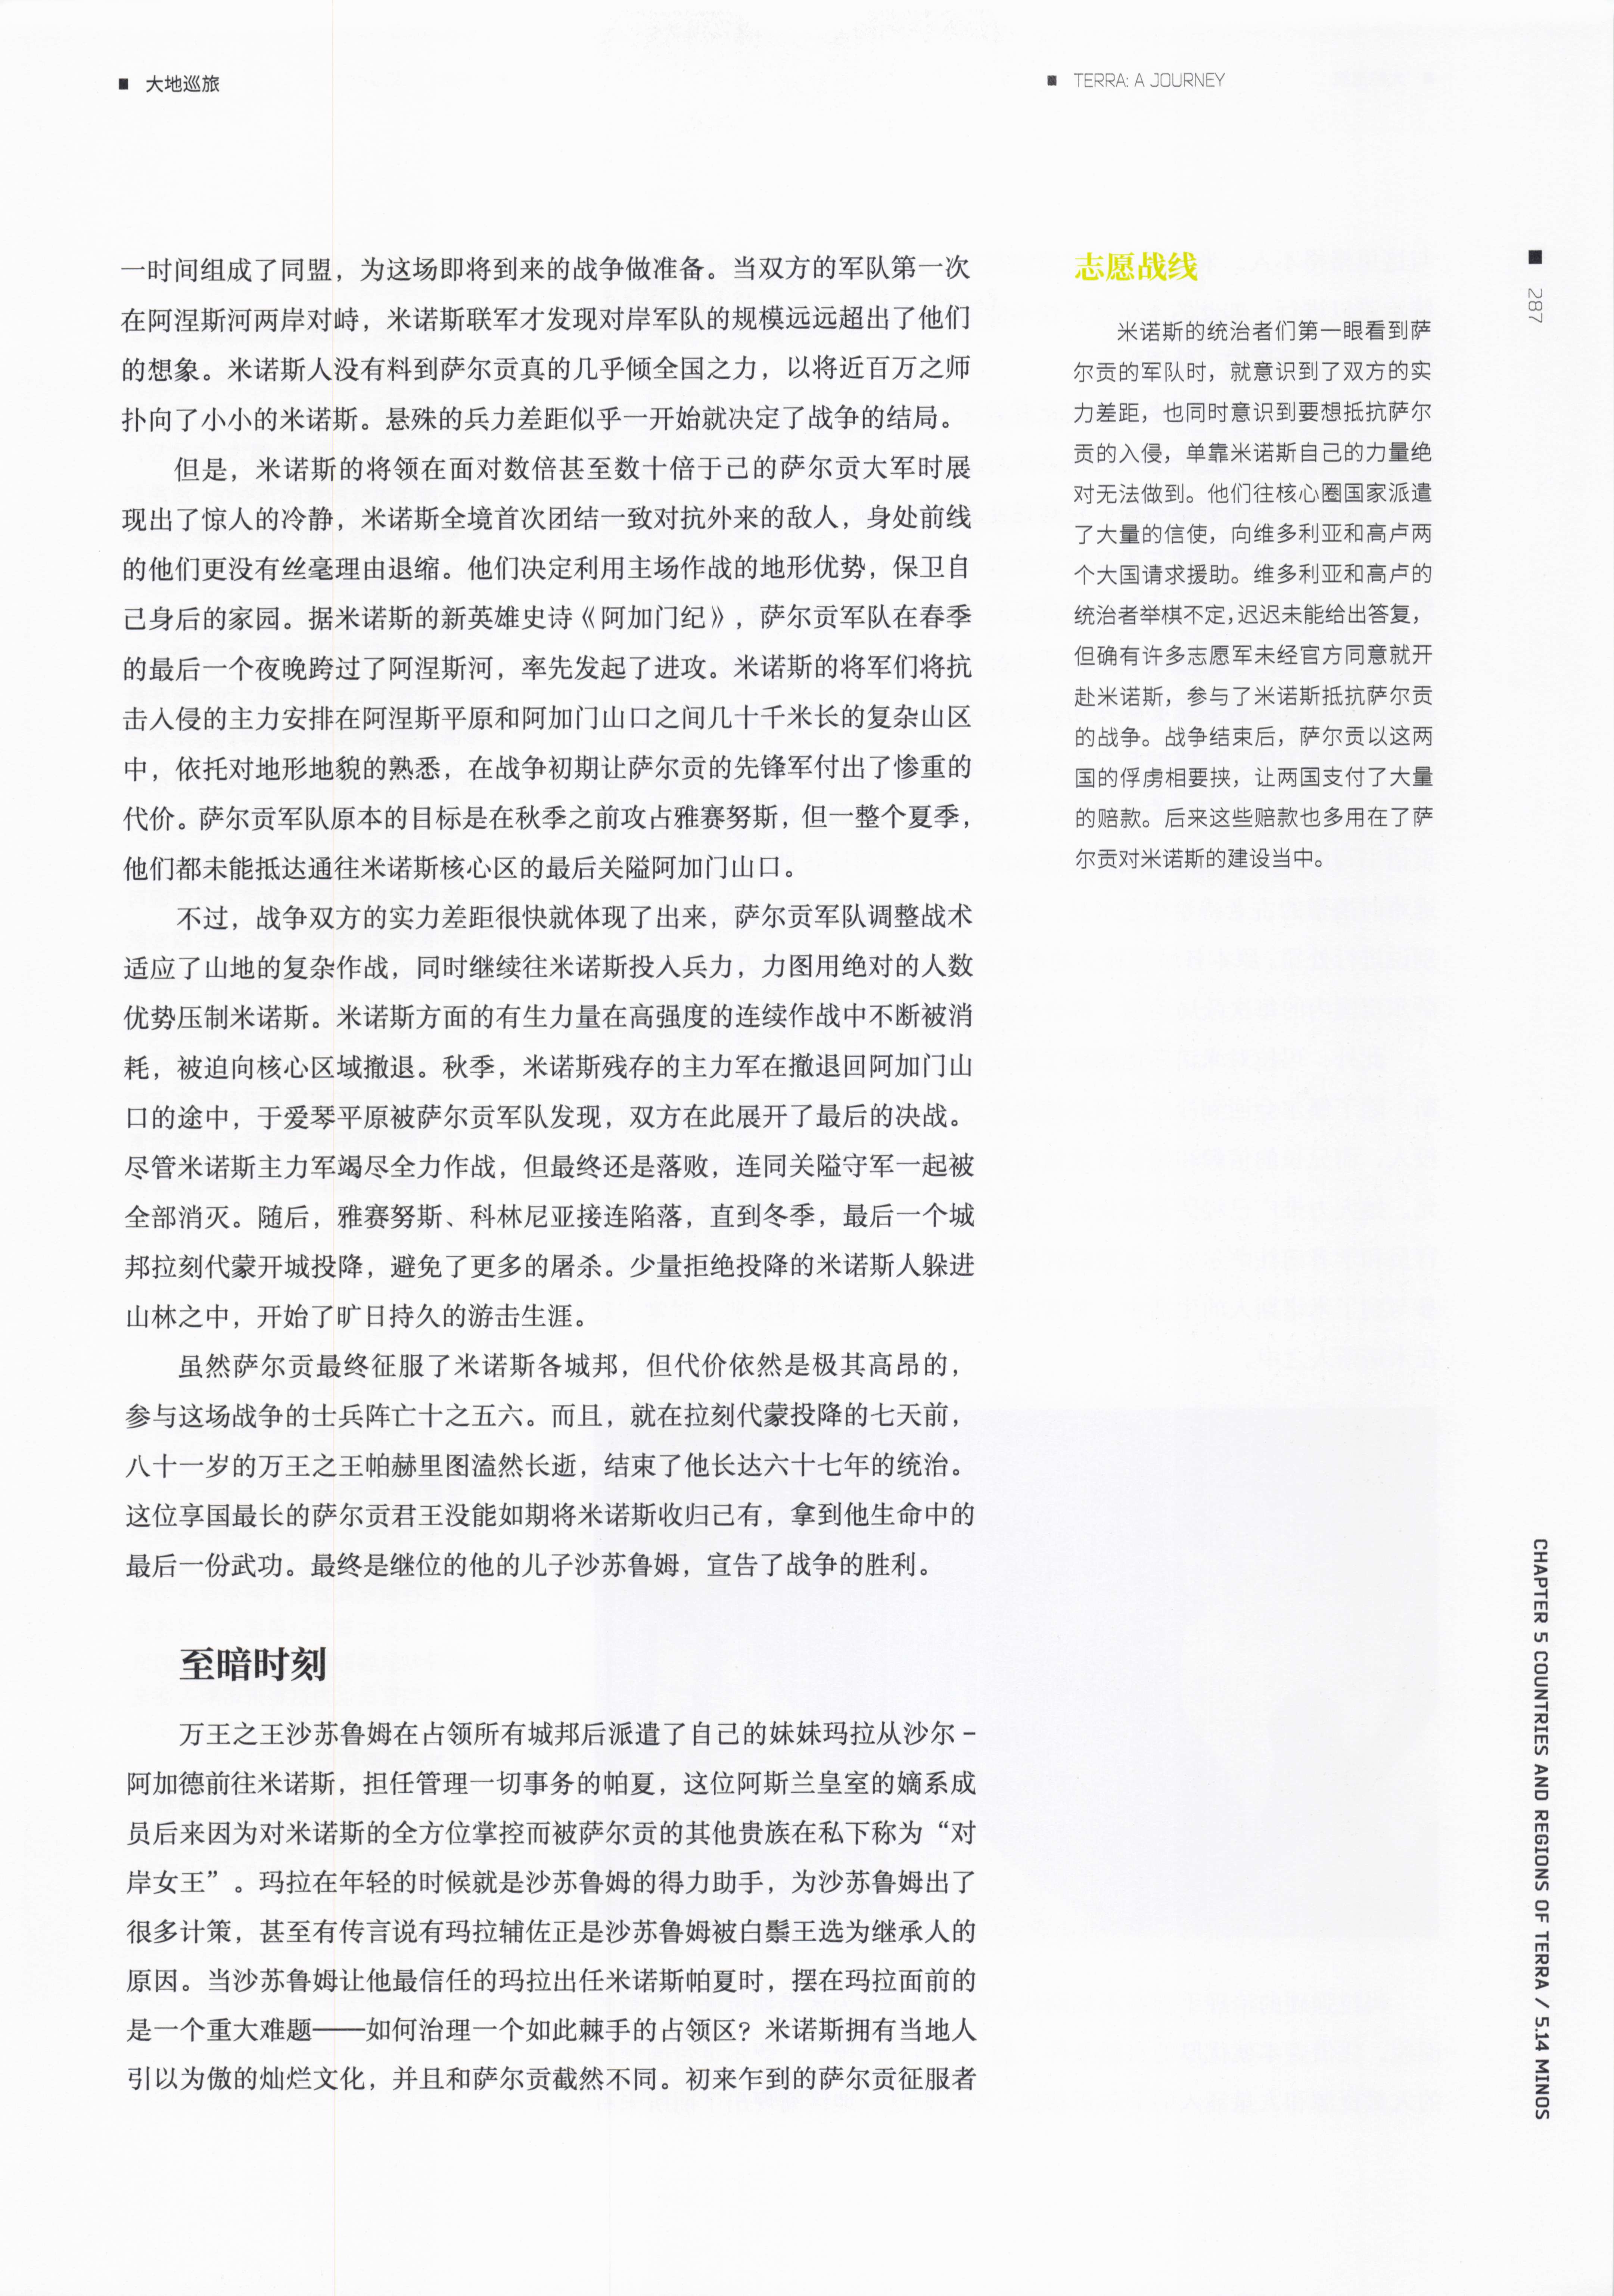 ■ 大地巡旅
■ TERRA: A JOURNEY
一时间组成了同盟，为这场即将到来的战争做准备。当双方的军队第一次
在阿涅斯河两岸对峙，米诺斯联军才发现对岸军队的规模远远超出了他们
的想象。米诺斯人没有料到萨尔贡真的几乎倾全国之力，以将近百万之师
扑向了小小的米诺斯。悬殊的兵力差距似乎一开始就决定了战争的结局。
但是，米诺斯的将领在面对数倍甚至数十倍于己的萨尔贡大军时展
现出了惊人的冷静，米诺斯全境首次团结一致对抗外来的敌人，身处前线
的他们更没有丝毫理由退缩。他们决定利用主场作战的地形优势，保卫自
己身后的家园。据米诺斯的新英雄史诗《阿加门纪》，萨尔贡军队在春季
的最后一个夜晚跨过了阿涅斯河，率先发起了进攻。米诺斯的将军们将抗
击入侵的主力安排在阿涅斯平原和阿加门山口之间几十千米长的复杂山区
中，依托对地形地貌的熟悉，在战争初期让萨尔贡的先锋军付出了惨重的
代价。萨尔贡军队原本的目标是在秋季之前攻占雅赛努斯，但一整个夏季，
他们都未能抵达通往米诺斯核心区的最后关隘阿加门山口。
不过，战争双方的实力差距很快就体现了出来，萨尔贡军队调整战术
适应了山地的复杂作战，同时继续往米诺斯投入兵力，力图用绝对的人数
优势压制米诺斯。米诺斯方面的有生力量在高强度的连续作战中不断被消
耗，被迫向核心区域撤退。秋季，米诺斯残存的主力军在撤退回阿加门山
口的途中，于爱琴平原被萨尔贡军队发现，双方在此展开了最后的决战。
尽管米诺斯主力军竭尽全力作战，但最终还是落败，连同关隘守军一起被
全部消灭。随后，雅赛努斯、科林尼亚接连陷落，直到冬季，最后一个城
邦拉刻代蒙开城投降，避免了更多的屠杀。少量拒绝投降的米诺斯人躲进
山林之中，开始了旷日持久的游击生涯。
虽然萨尔贡最终征服了米诺斯各城邦，但代价依然是极其高昂的，
参与这场战争的士兵阵亡十之五六。而且，就在拉刻代蒙投降的七天前，
八十一岁的万王之王帕赫里图溘然长逝，结束了他长达六十七年的统治。
这位享国最长的萨尔贡君王没能如期将米诺斯收归己有，拿到他生命中的
最后一份武功。最终是继位的他的儿子沙苏鲁姆，宣告了战争的胜利。
至暗时刻
万王之王沙苏鲁姆在占领所有城邦后派遣了自己的妹妹玛拉从沙尔–
阿加德前往米诺斯，担任管理一切事务的帕夏，这位阿斯兰皇室的嫡系成
员后来因为对米诺斯的全方位掌控而被萨尔贡的其他贵族在私下称为“对
岸女王”。玛拉在年轻的时候就是沙苏鲁姆的得力助手，为沙苏鲁姆出了
很多计策，甚至有传言说有玛拉辅佐正是沙苏鲁姆被白鬃王选为继承人的
原因。当沙苏鲁姆让他最信任的玛拉出任米诺斯帕夏时，摆在玛拉面前的
是一个重大难题——如何治理一个如此棘手的占领区？米诺斯拥有当地人
引以为傲的灿烂文化，并且和萨尔贡截然不同。初来乍到的萨尔贡征服者
志愿战线
米诺斯的统治者们第一眼看到萨
尔贡的军队时，就意识到了双方的实
力差距，也同时意识到要想抵抗萨尔
贡的入侵，单靠米诺斯自己的力量绝
对无法做到。他们往核心圈国家派遣
了大量的信使，向维多利亚和高卢两
个大国请求援助。维多利亚和高卢的
统治者举棋不定，迟迟未能给出答复，
但确有许多志愿军未经官方同意就开
赴米诺斯，参与了米诺斯抵抗萨尔贡
的战争。战争结束后，萨尔贡以这两
国的俘虏相要挟，让两国支付了大量
的赔款。后来这些赔款也多用在了萨
尔贡对米诺斯的建设当中。
■ 287
CHAPTER 5 COUNTRIES AND REGIONS OF TERRA / 5.14 MINOS